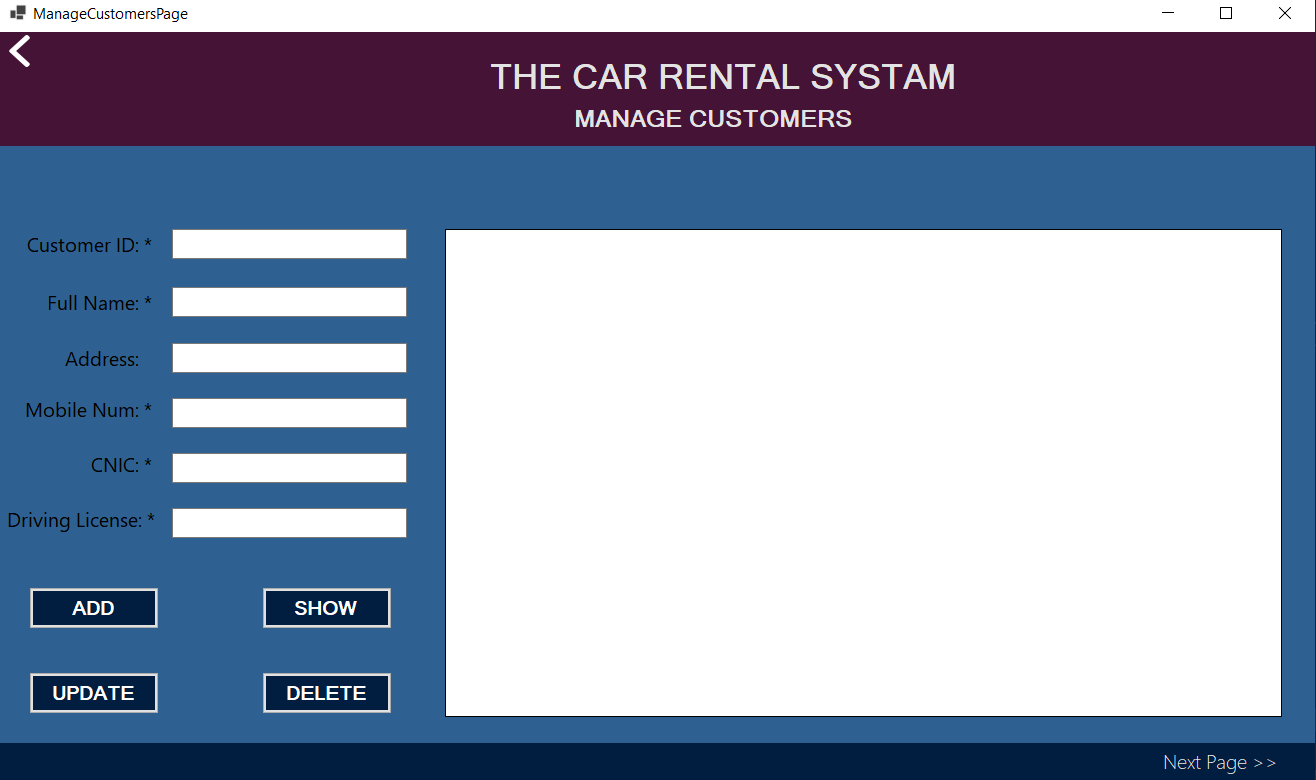 ManageCustomersPage
THE CAR RENTAL SYSTAM
MANAGE CUSTOMERS
Customer ID: *
Full Name: *
Address:
Mobile Num: *
CNIC: *
Driving License: *
ADD
SHOW
UPDATE
DELETE
Next Page >>